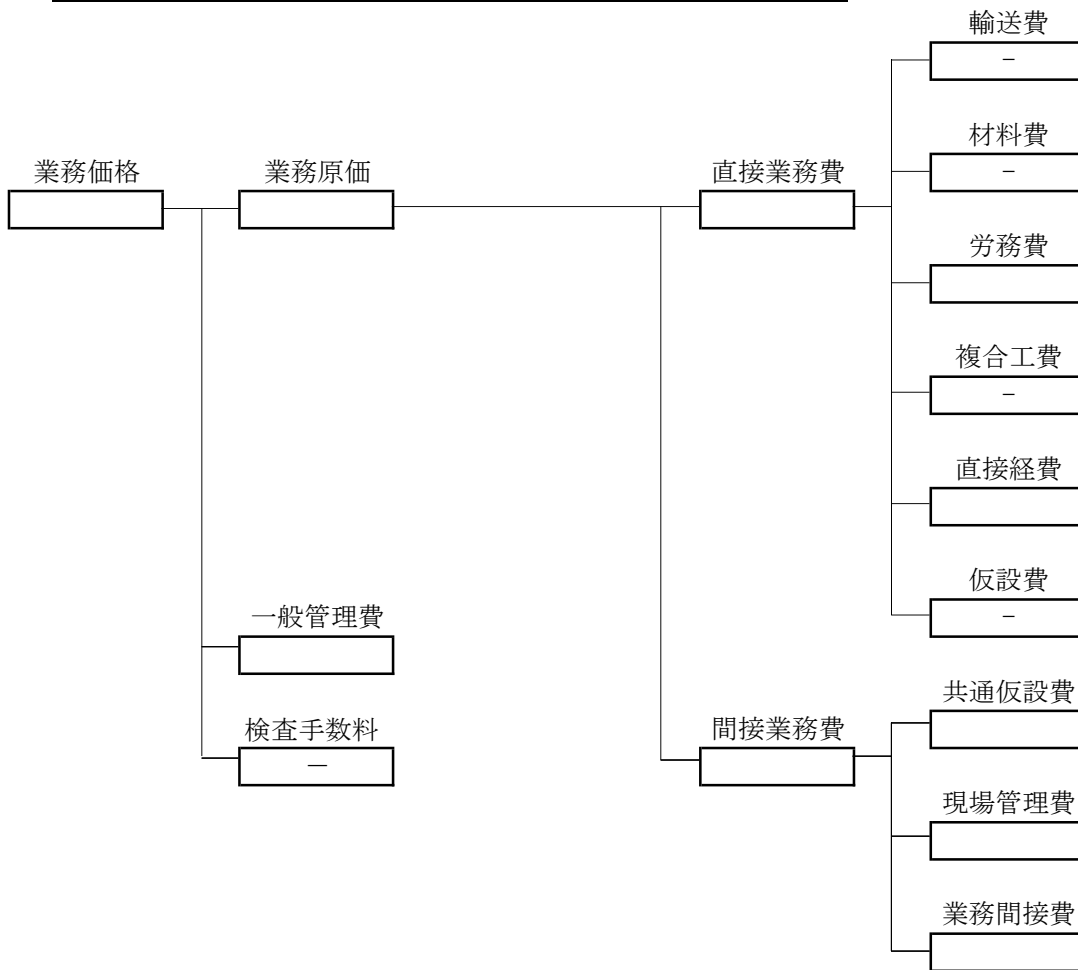 輸送費
－
材料費
－
業務価格
業務原価
直接業務費
労務費
複合工費
－
直接経費
仮設費
－
一般管理費
共通仮設費
検査手数料
－
間接業務費
現場管理費
業務間接費